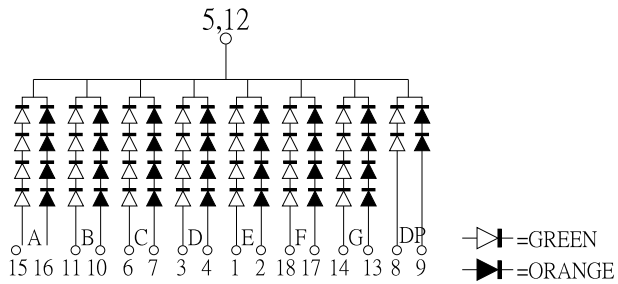 5,12
A B C D E F G DP
15 16 11 10 6 7 3 4 1 2 18 17 14 13 8 9
=GREEN
=ORANGE